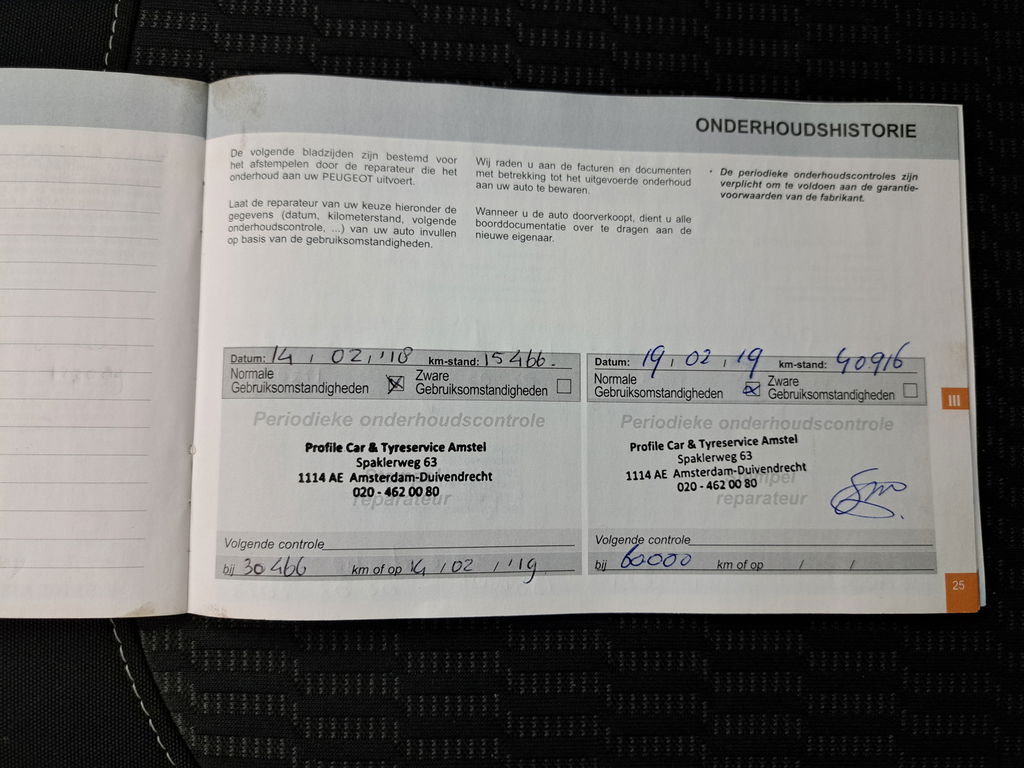 ONDERHOUDSHISTORIE
De volgende bladzijden zijn bestemd voor
het afstempelen door de reparateur die het
onderhoud aan uw PEUGEOT uitvoert.
Laat de reparateur van uw keuze hieronder de
gegevens (datum, kilometerstand, volgende
onderhoudscontrole, ...) van uw auto invullen
op basis van de gebruiksomstandigheden.
Wij raden u aan de facturen en documenten
met betrekking tot het uitgevoerde onderhoud
aan uw auto te bewaren.
Wanneer u de auto doorverkoopt, dient u alle
boorddocumentatie over te dragen aan de
nieuwe eigenaar.
• De periodieke onderhoudscontroles zijn
verplicht om te voldoen aan de garantie-
voorwaarden van de fabrikant.
Datum: 14 / 02 / '18 km-stand: 15466.
Normale Zware
Gebruiksomstandigheden Gebruiksomstandigheden
Periodieke onderhoudscontrole
Profile Car & Tyreservice Amstel
Spaklerweg 63
1114 AE Amsterdam-Duivendrecht
020 - 462 00 80
reparateur
Volgende controle
bij 30466 km of op 14 / 02 / '19
Datum: 19 / 02 / 19 km-stand: 40916
Normale Zware
Gebruiksomstandigheden Gebruiksomstandigheden
Periodieke onderhoudscontrole
Profile Car & Tyreservice Amstel
Spaklerweg 63
1114 AE Amsterdam-Duivendrecht
020 - 462 00 80
reparateur
Volgende controle
bij 60000 km of op / /
III
25